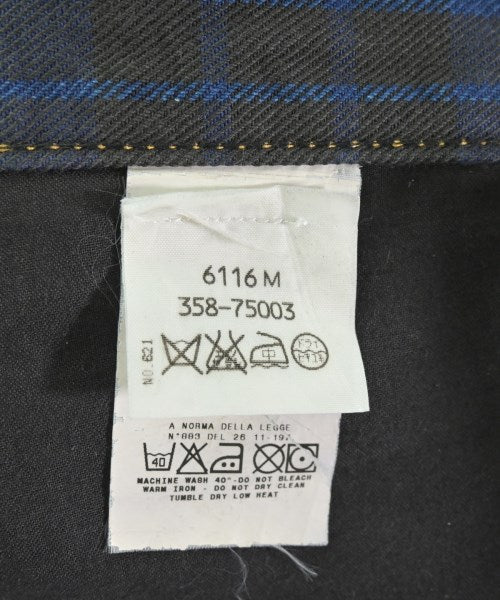 6116 M
358-75003
NO.621
中
A NORMA DELLA LEGGE
N°883 DEL 26 11-197
40
MACHINE WASH 40°-DO NOT BLEACH
WARM IRON - DO NOT DRY CLEAN
TUMBLE DRY LOW HEAT